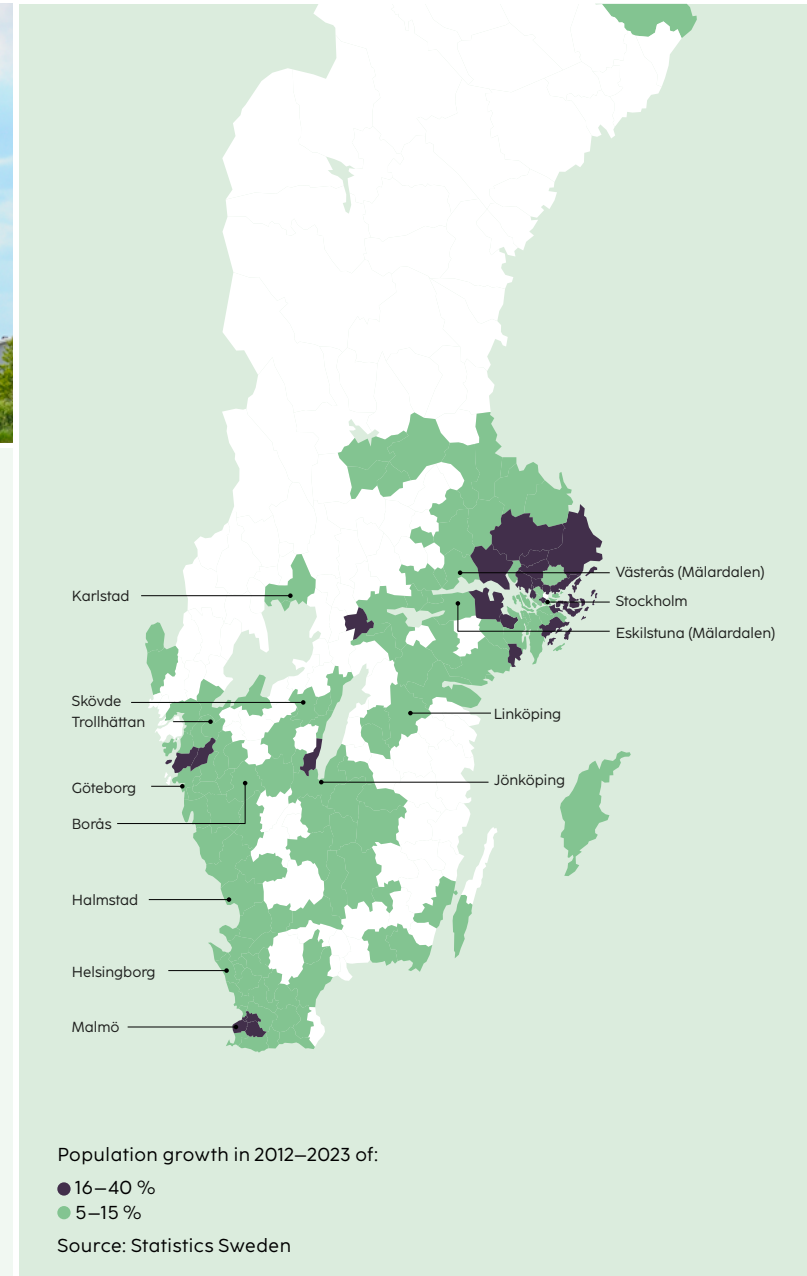 Västerås (Mälardalen)
Karlstad
Stockholm
Eskilstuna (Mälardalen)
Skövde
Linköping
Trollhättan
Jönköping
Göteborg
Borås
Halmstad
Helsingborg
Malmö
Population growth in 2012–2023 of:
16–40 %
5–15 %
Source: Statistics Sweden